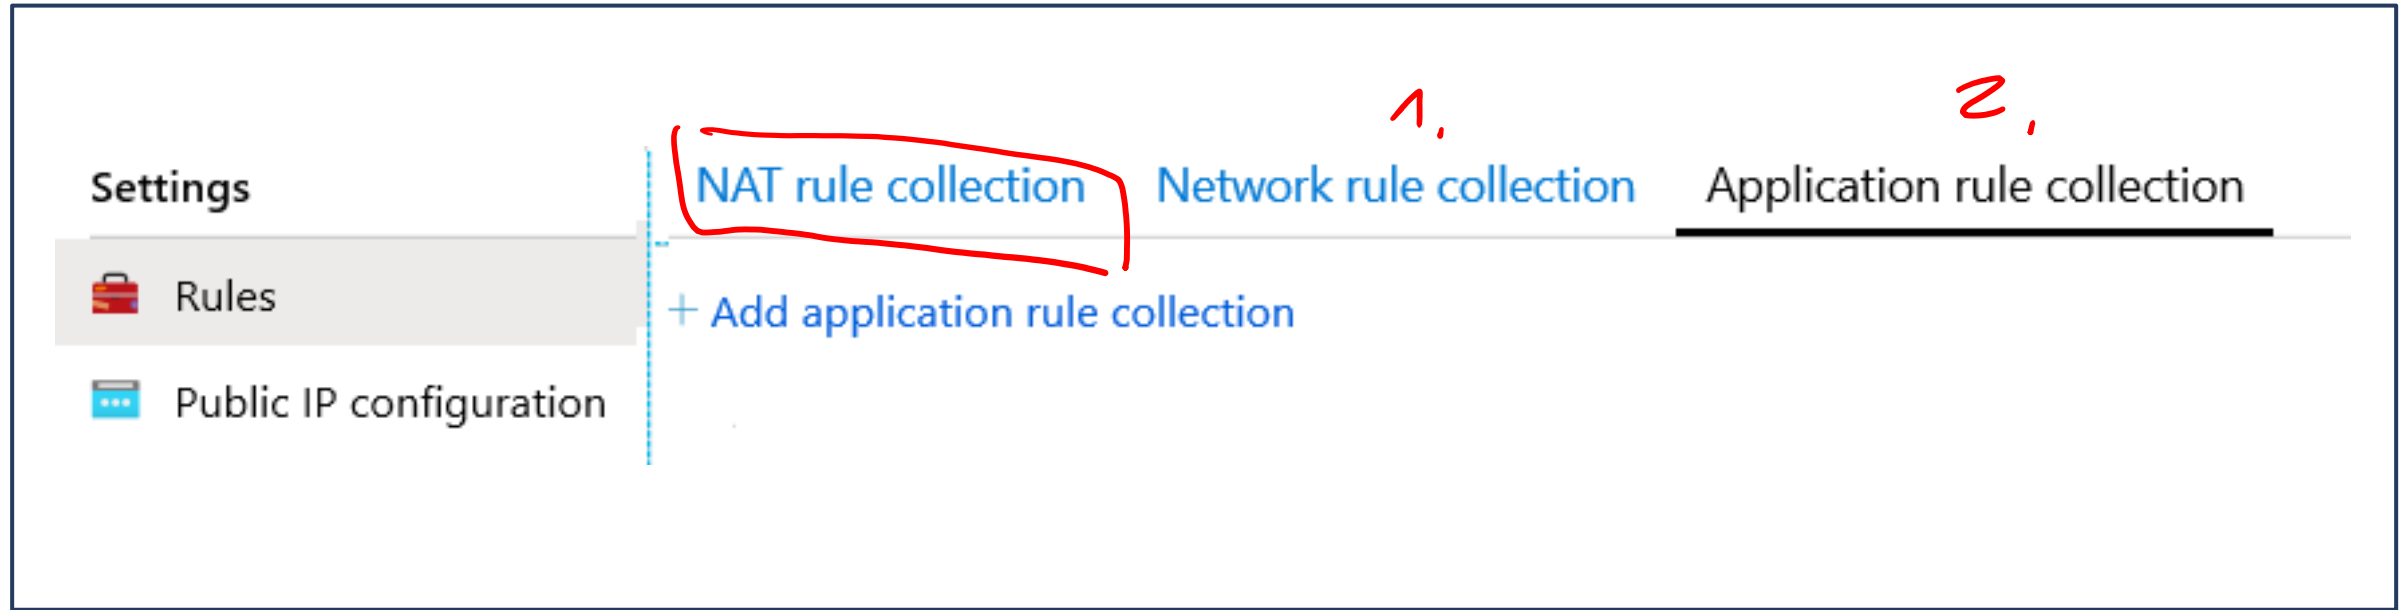 1. 2.
Settings
NAT rule collection Network rule collection Application rule collection
Rules
+ Add application rule collection
Public IP configuration